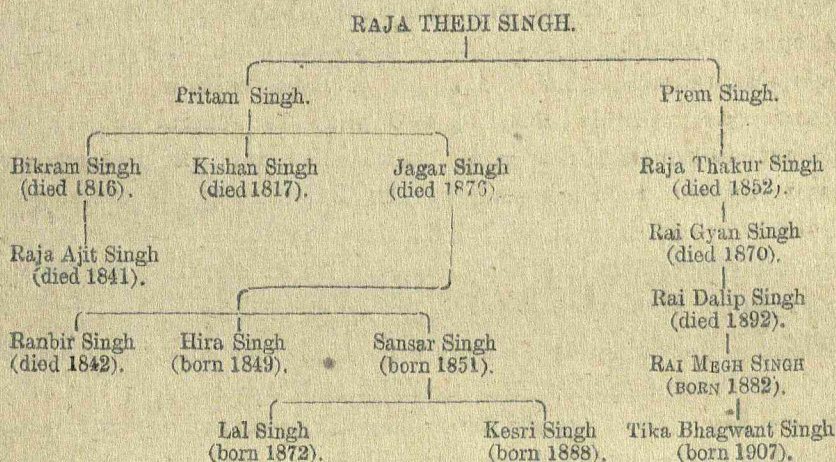 RAJA THEDI SINGH.
Pritam Singh. Prem Singh.
Bikram Singh Kishan Singh Jagar Singh Raja Thakur Singh
(died 1816). (died 1817). (died 1876). (died 1852).
Rai Gyan Singh
Raja Ajit Singh (died 1870).
(died 1841).
Rai Dalip Singh
(died 1892).
Ranbir Singh Hira Singh Sansar Singh
(died 1842). (born 1849). (born 1851). RAI MEGH SINGH
(BORN 1882).
Lal Singh Kesri Singh Tika Bhagwant Singh
(born 1872). (born 1888). (born 1907).